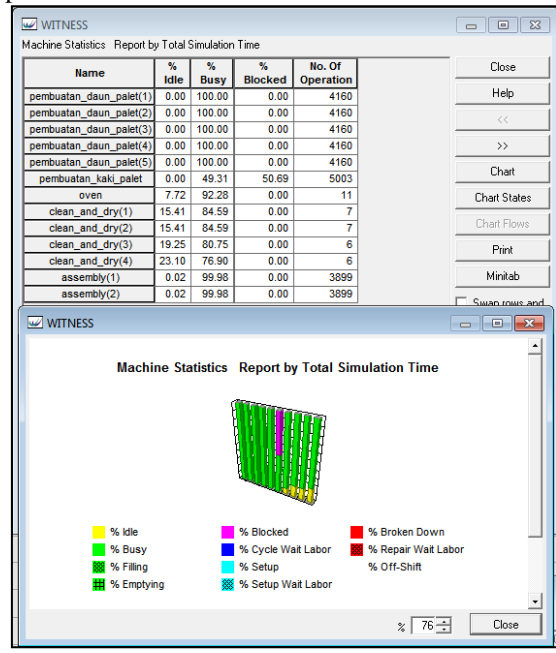 WITNESS
Machine Statistics Report by Total Simulation Time
Name % Idle % Busy % Blocked No. Of Operation
pembuatan_daun_palet(1) 0.00 100.00 0.00 4160
pembuatan_daun_palet(2) 0.00 100.00 0.00 4160
pembuatan_daun_palet(3) 0.00 100.00 0.00 4160
pembuatan_daun_palet(4) 0.00 100.00 0.00 4160
pembuatan_daun_palet(5) 0.00 100.00 0.00 4160
pembuatan_kaki_palet 0.00 49.31 50.69 5003
oven 7.72 92.28 0.00 11
clean_and_dry(1) 15.41 84.59 0.00 7
clean_and_dry(2) 15.41 84.59 0.00 7
clean_and_dry(3) 19.25 80.75 0.00 6
clean_and_dry(4) 23.10 76.90 0.00 6
assembly(1) 0.02 99.98 0.00 3899
assembly(2) 0.02 99.98 0.00 3899
Close
Help
<<
>>
Chart
Chart States
Chart Flows
Print
Minitab
Swap rows and
WITNESS
Machine Statistics Report by Total Simulation Time
% Idle % Blocked % Broken Down
% Busy % Cycle Wait Labor % Repair Wait Labor
% Filling % Setup % Off-Shift
% Emptying % Setup Wait Labor
% 76 Close